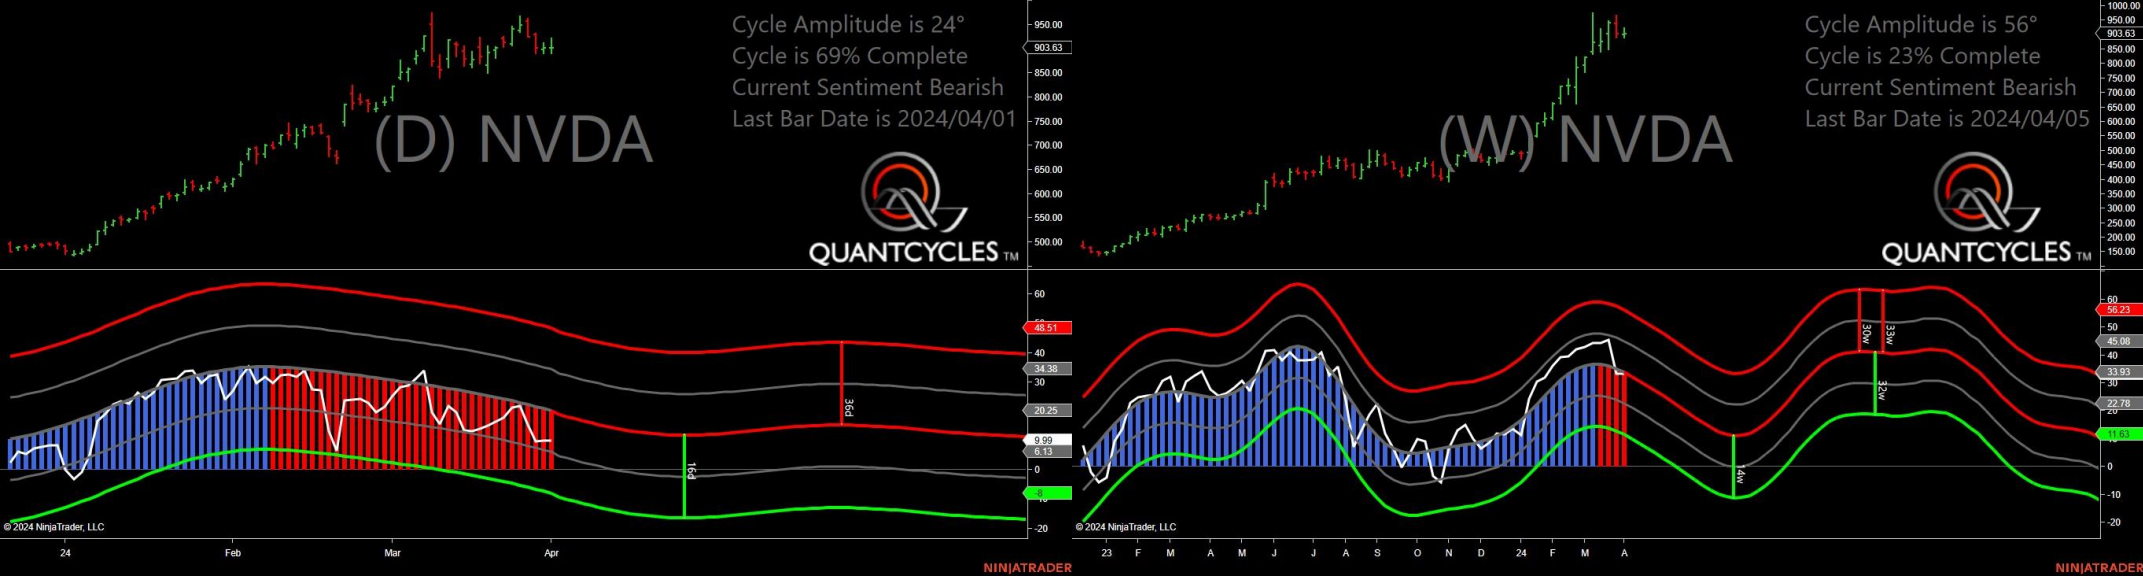 Cycle Amplitude is 24°
Cycle is 69% Complete
Current Sentiment Bearish
Last Bar Date is 2024/04/01
(D) NVDA
QUANTCYCLES TM
950.00
903.63
850.00
800.00
750.00
700.00
650.00
600.00
550.00
500.00
60
48.51
40
34.38
30
20.25
9.99
6.13
0
-8
-10
-20
36d
16d
© 2024 NinjaTrader, LLC
24
Feb
Mar
Apr
NINJATRADER
Cycle Amplitude is 56°
Cycle is 23% Complete
Current Sentiment Bearish
Last Bar Date is 2024/04/05
(W) NVDA
QUANTCYCLES TM
1000.00
950.00
903.63
850.00
800.00
750.00
700.00
650.00
600.00
550.00
500.00
450.00
400.00
350.00
300.00
250.00
200.00
150.00
60
56.23
50
45.08
40
33.93
30
22.78
20
11.63
0
-10
-20
30w
33w
32w
14w
© 2024 NinjaTrader, LLC
23
F
M
A
M
J
J
A
S
O
N
D
24
F
M
A
NINJATRADER